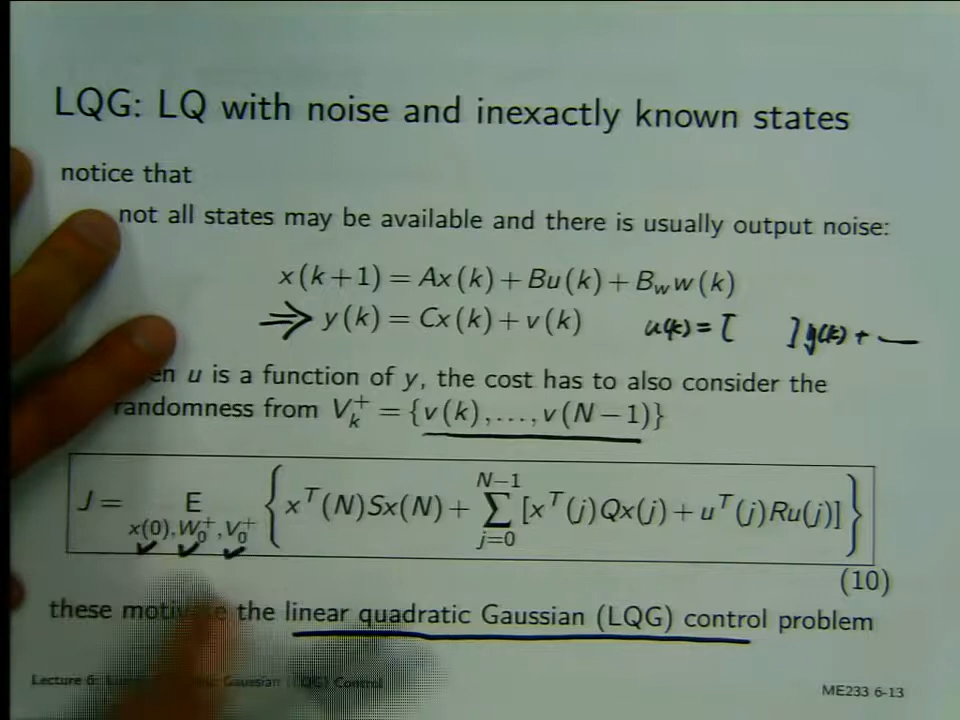 LQG: LQ with noise and inexactly known states
notice that
not all states may be available and there is usually output noise:
x(k+1) = Ax(k) + Bu(k) + B_w w(k)
⇒ y(k) = Cx(k) + v(k) u(k) = [ ] y(k) + —
u is a function of y, the cost has to also consider the
randomness from V_k^+ = {v(k),...,v(N−1)}
J = E_{x(0),W_0^+,V_0^+} { x^T(N)Sx(N) + ∑_{j=0}^{N−1} [x^T(j)Qx(j) + u^T(j)Ru(j)] }
(10)
these the linear quadratic Gaussian (LQG) control problem
Lecture 6: Gaussian (LQG) Control
ME233 6-13